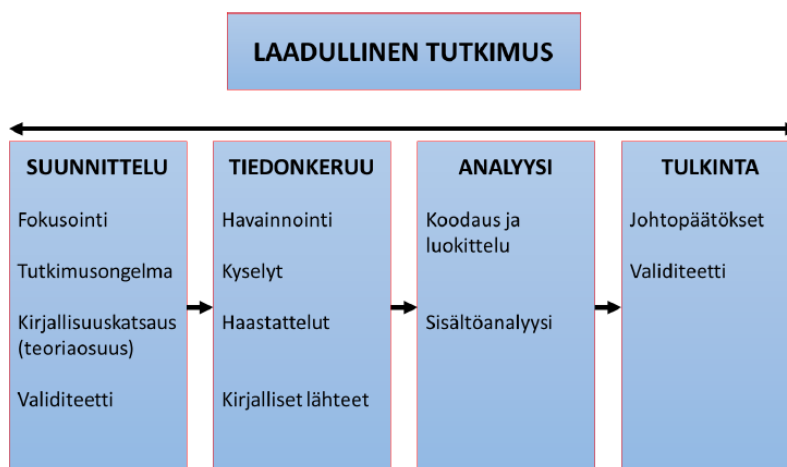 LAADULLINEN TUTKIMUS
SUUNNITTELU
Fokusointi
Tutkimusongelma
Kirjallisuuskatsaus
(teoriaosuus)
Validiteetti
TIEDONKERUU
Havainnointi
Kyselyt
Haastattelut
Kirjalliset lähteet
ANALYYSI
Koodaus ja
luokittelu
Sisältöanalyysi
TULKINTA
Johtopäätökset
Validiteetti